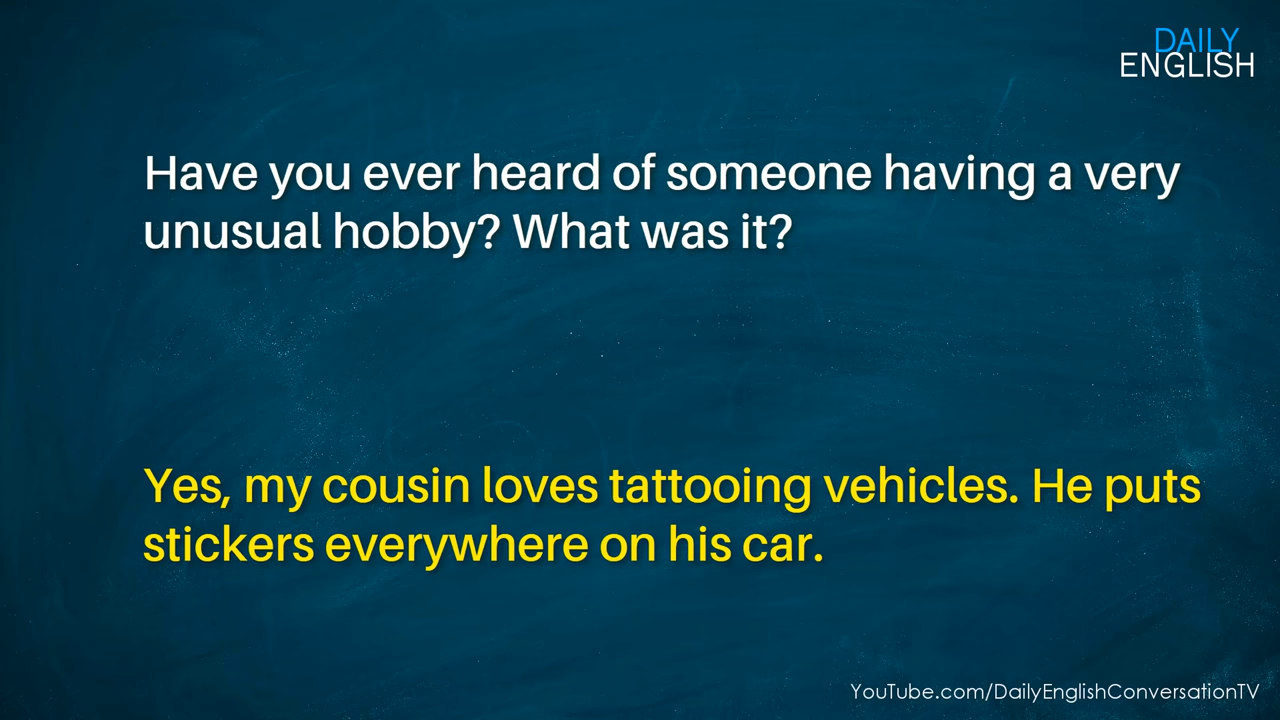 DAILY
ENGLISH
Have you ever heard of someone having a very
unusual hobby? What was it?
Yes, my cousin loves tattooing vehicles. He puts
stickers everywhere on his car.
YouTube.com/DailyEnglishConversationTV